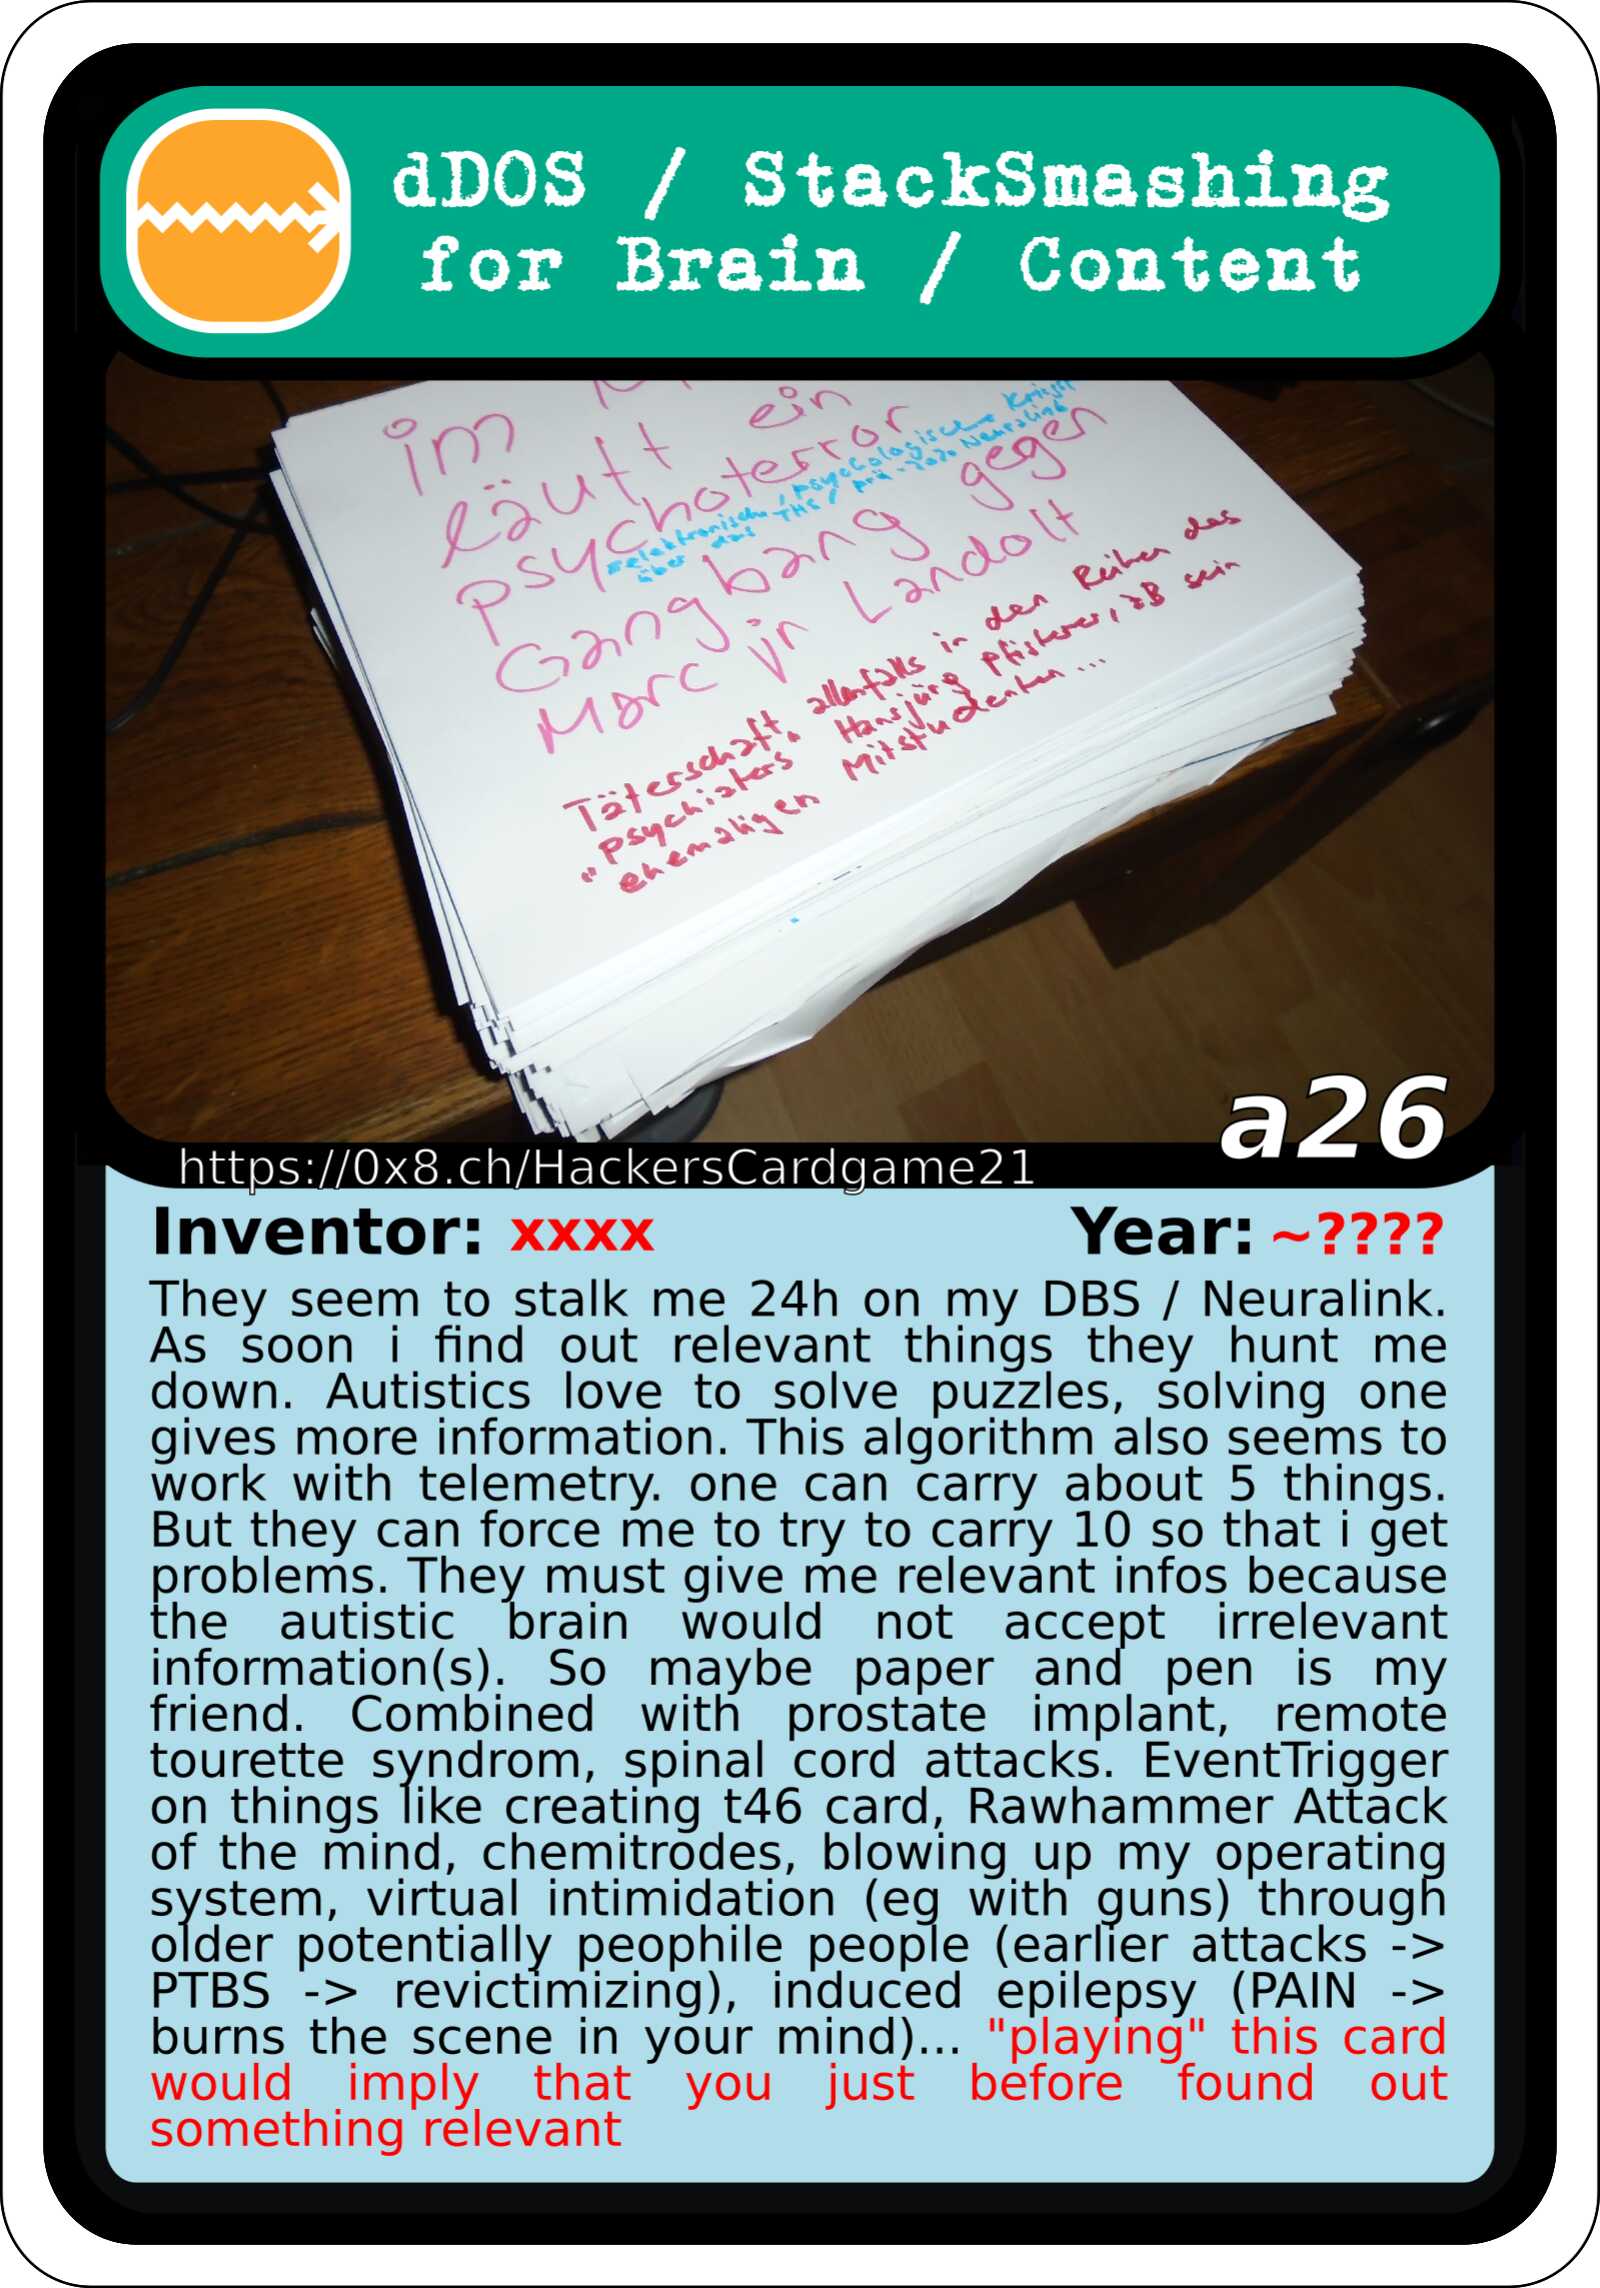 dDOS / StackSmashing
for Brain / Content
im
läuft ein
psychoterror
elektronische / psychologische Kriege
über das THS / prä-2020 Neuralink
Gangbang gegen
Marc jr Landolt
Täterschaft, allenfalls in den Reihen des
"Psychiaters Hansjürg Pfisterer, zB sein
ehemaligen Mitstudenten ...
a26
https://0x8.ch/HackersCardgame21
Inventor: xxxx Year: ~????
They seem to stalk me 24h on my DBS / Neuralink.
As soon i find out relevant things they hunt me
down. Autistics love to solve puzzles, solving one
gives more information. This algorithm also seems to
work with telemetry. one can carry about 5 things.
But they can force me to try to carry 10 so that i get
problems. They must give me relevant infos because
the autistic brain would not accept irrelevant
information(s). So maybe paper and pen is my
friend. Combined with prostate implant, remote
tourette syndrom, spinal cord attacks. EventTrigger
on things like creating t46 card, Rawhammer Attack
of the mind, chemitrodes, blowing up my operating
system, virtual intimidation (eg with guns) through
older potentially peophile people (earlier attacks ->
PTBS -> revictimizing), induced epilepsy (PAIN ->
burns the scene in your mind)... "playing" this card
would imply that you just before found out
something relevant